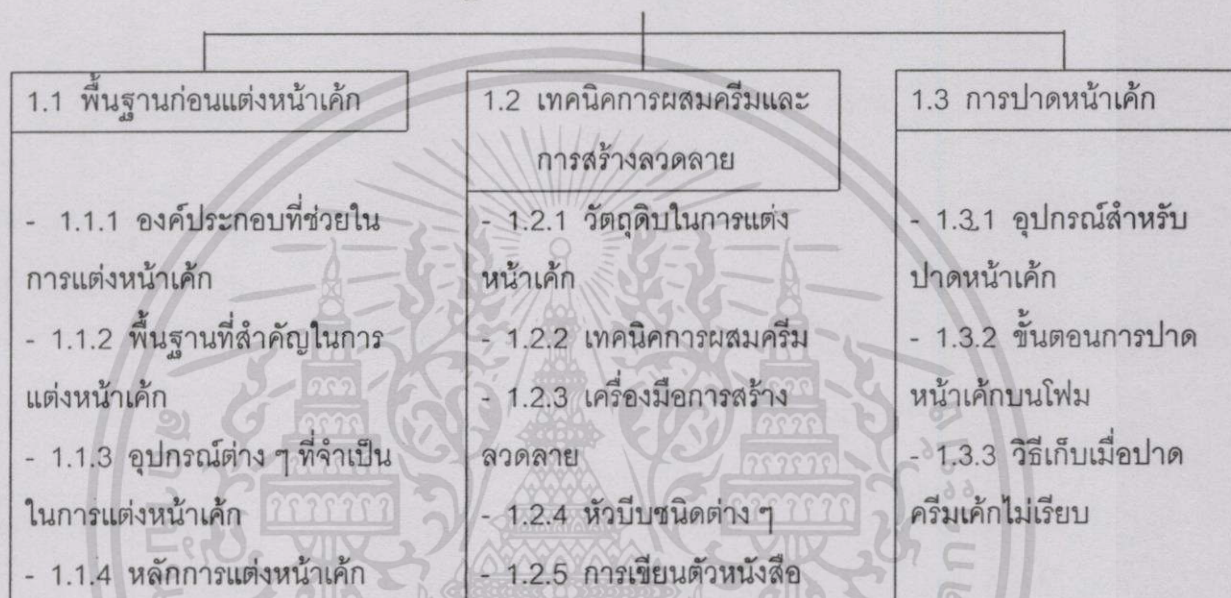 1.1 พื้นฐานก่อนแต่งหน้าเค้ก
- 1.1.1 องค์ประกอบที่ช่วยใน
การแต่งหน้าเค้ก
- 1.1.2 พื้นฐานที่สำคัญในการ
แต่งหน้าเค้ก
- 1.1.3 อุปกรณ์ต่าง ๆ ที่จำเป็น
ในการแต่งหน้าเค้ก
- 1.1.4 หลักการแต่งหน้าเค้ก
1.2 เทคนิคการผสมครีมและ
การสร้างลวดลาย
- 1.2.1 วัตถุดิบในการแต่ง
หน้าเค้ก
- 1.2.2 เทคนิคการผสมครีม
- 1.2.3 เครื่องมือการสร้าง
ลวดลาย
- 1.2.4 หัวบีบชนิดต่าง ๆ
- 1.2.5 การเขียนตัวหนังสือ
1.3 การปาดหน้าเค้ก
- 1.3.1 อุปกรณ์สำหรับ
ปาดหน้าเค้ก
- 1.3.2 ขั้นตอนการปาด
หน้าเค้กบนโฟม
- 1.3.3 วิธีเก็บเมื่อปาด
ครีมเค้กไม่เรียบ